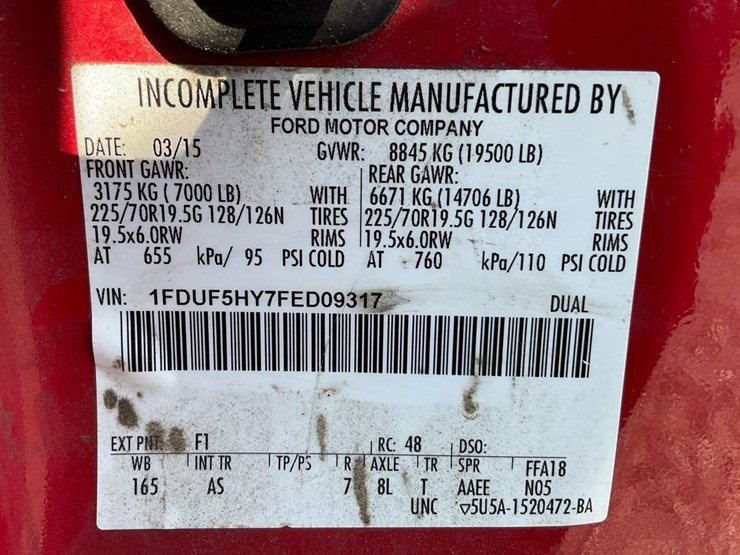 INCOMPLETE VEHICLE MANUFACTURED BY
FORD MOTOR COMPANY
DATE: 03/15 GVWR: 8845 KG (19500 LB)
FRONT GAWR: REAR GAWR:
3175 KG ( 7000 LB) WITH 6671 KG (14706 LB) WITH
225/70R19.5G 128/126N TIRES 225/70R19.5G 128/126N TIRES
19.5x6.0RW RIMS 19.5x6.0RW RIMS
AT 655 kPa/ 95 PSI COLD AT 760 kPa/110 PSI COLD
VIN: 1FDUF5HY7FED09317 DUAL
EXT PNT: F1 RC: 48 DSO:
WB INT TR TP/PS R AXLE TR SPR FFA18
165 AS 7 8L T AAEE N05
UNC ▽5U5A-1520472-BA